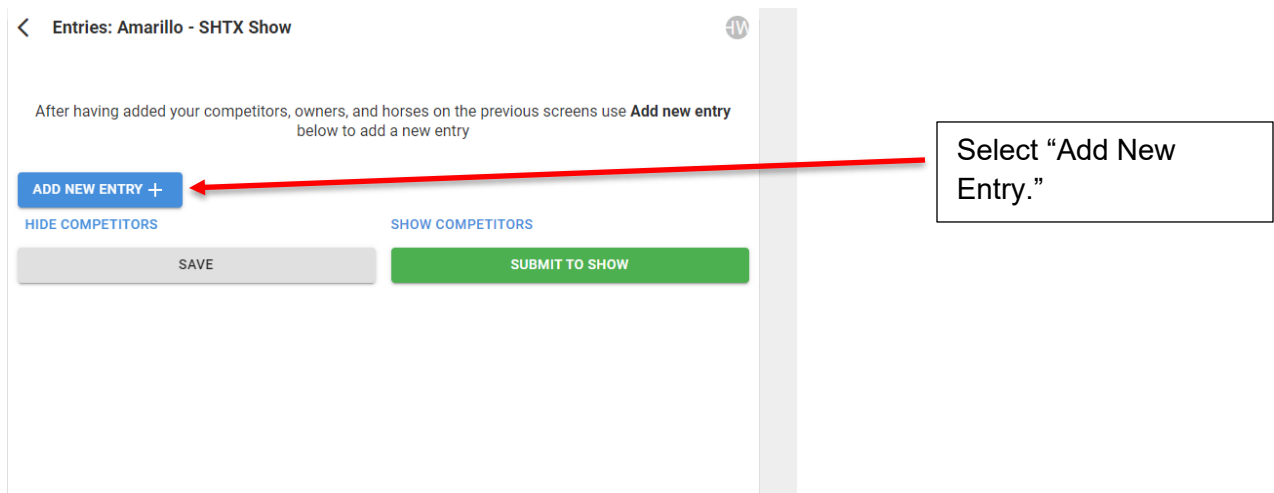 Entries: Amarillo - SHTX Show
HW
After having added your competitors, owners, and horses on the previous screens use Add new entry
below to add a new entry
Select “Add New
Entry.”
ADD NEW ENTRY +
HIDE COMPETITORS
SHOW COMPETITORS
SAVE
SUBMIT TO SHOW